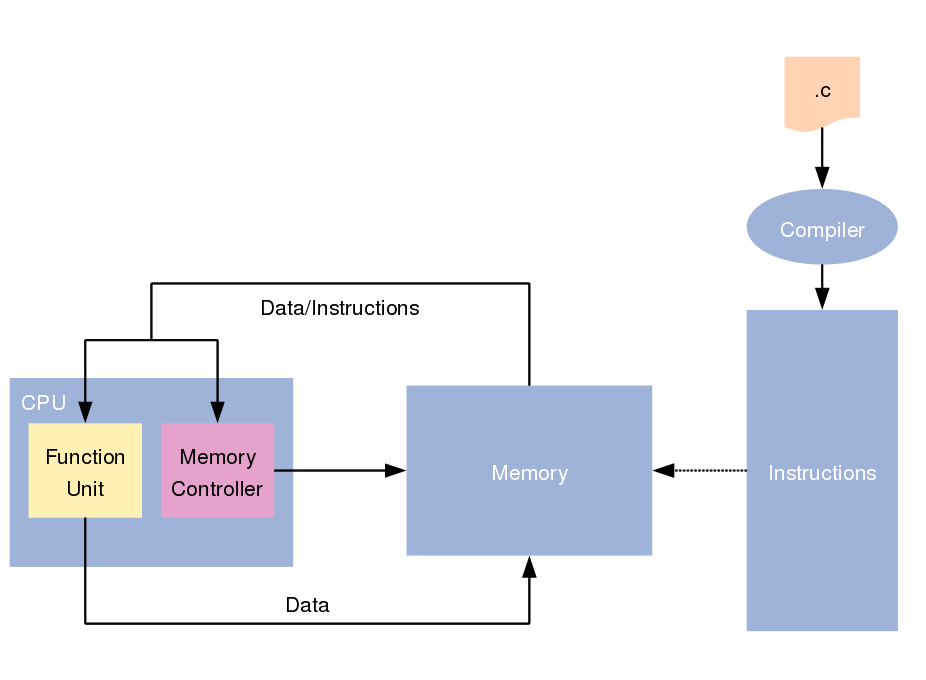 .c
Compiler
Data/Instructions
CPU
Function
Unit
Memory
Controller
Memory
Instructions
Data